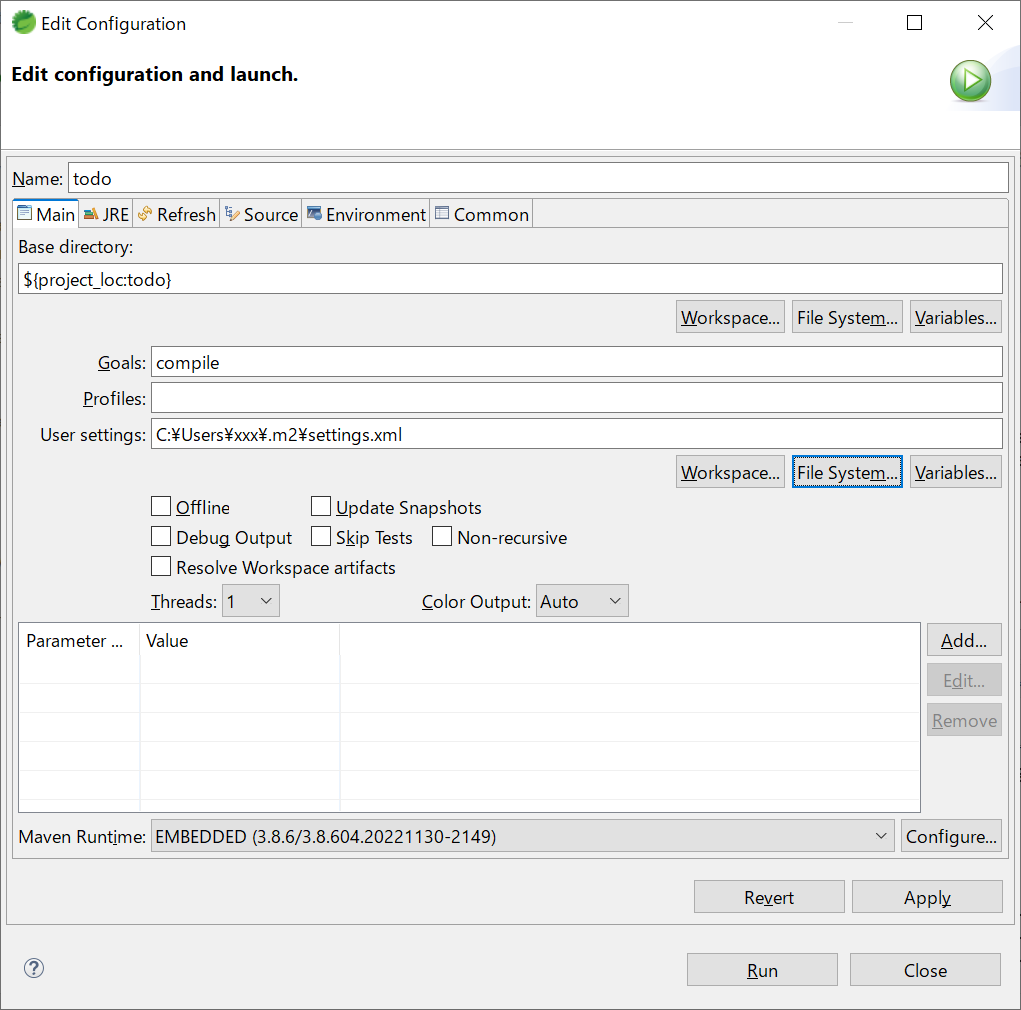 Edit Configuration
Edit configuration and launch.
Name: todo
Main JRE Refresh Source Environment Common
Base directory:
${project_loc:todo}
Workspace... File System... Variables...
Goals: compile
Profiles:
User settings: C:¥Users¥xxx¥.m2¥settings.xml
Workspace... File System... Variables...
Offline Update Snapshots
Debug Output Skip Tests Non-recursive
Resolve Workspace artifacts
Threads: 1 Color Output: Auto
Parameter ... Value Add...
Edit...
Remove
Maven Runtime: EMBEDDED (3.8.6/3.8.604.20221130-2149) Configure...
Revert Apply
? Run Close